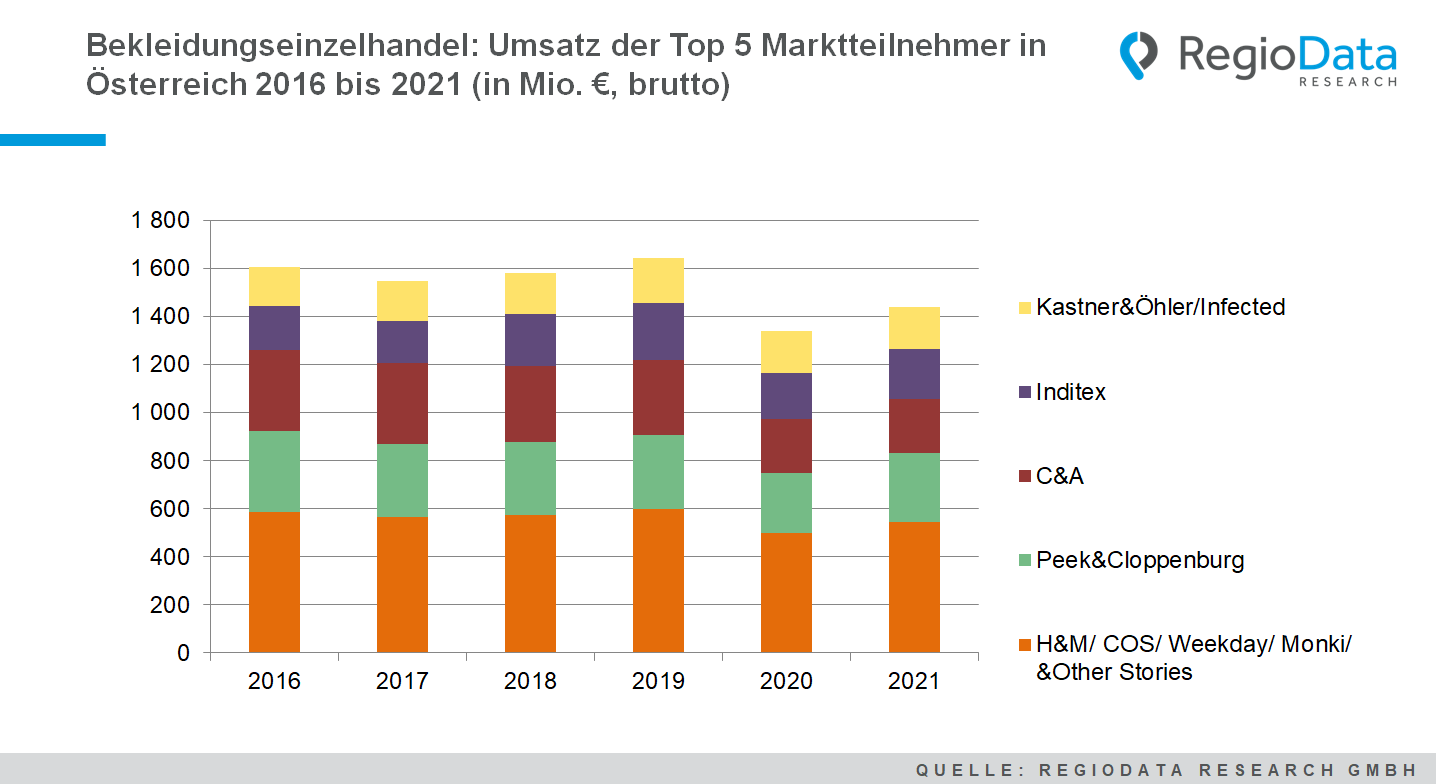 Bekleidungseinzelhandel: Umsatz der Top 5 Marktteilnehmer in
Österreich 2016 bis 2021 (in Mio. €, brutto)
RegioData
RESEARCH
1 800
1 600
1 400
1 200
1 000
800
600
400
200
0
2016 2017 2018 2019 2020 2021
Kastner&Öhler/Infected
Inditex
C&A
Peek&Cloppenburg
H&M/ COS/ Weekday/ Monki/
&Other Stories
QUELLE: REGIODATA RESEARCH GMBH